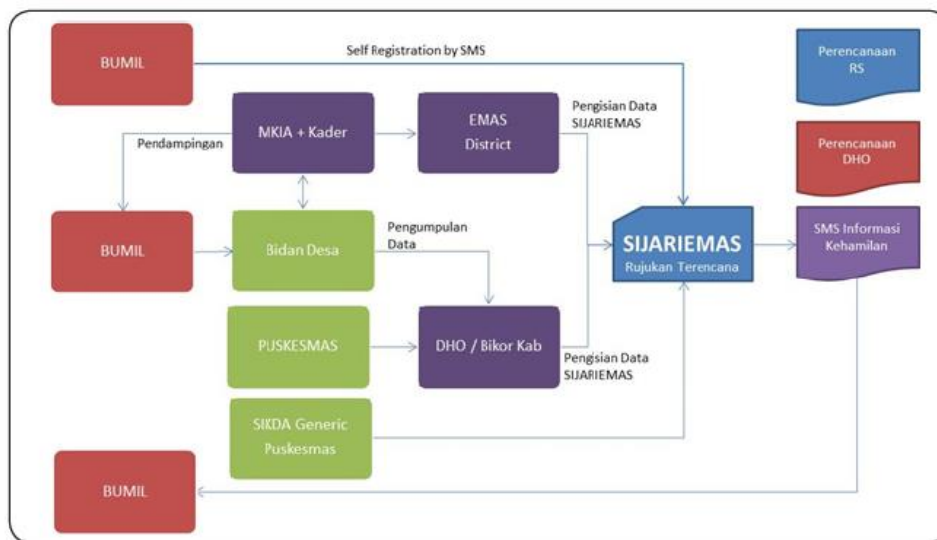 BUMIL
Self Registration by SMS
Perencanaan
RS
MKIA + Kader
EMAS
District
Pengisian Data
SIJARIEMAS
Pendampingan
Perencanaan
DHO
BUMIL
Bidan Desa
Pengumpulan
Data
SIJARIEMAS
Rujukan Terencana
SMS Informasi
Kehamilan
PUSKESMAS
DHO / Bikor Kab
Pengisian Data
SIJARIEMAS
SIKDA Generic
Puskesmas
BUMIL